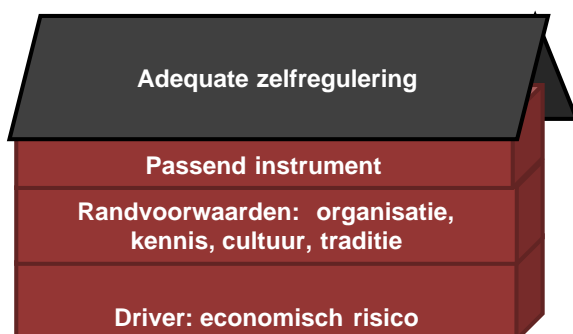 Adequate zelfregulering
Passend instrument
Randvoorwaarden: organisatie,
kennis, cultuur, traditie
Driver: economisch risico